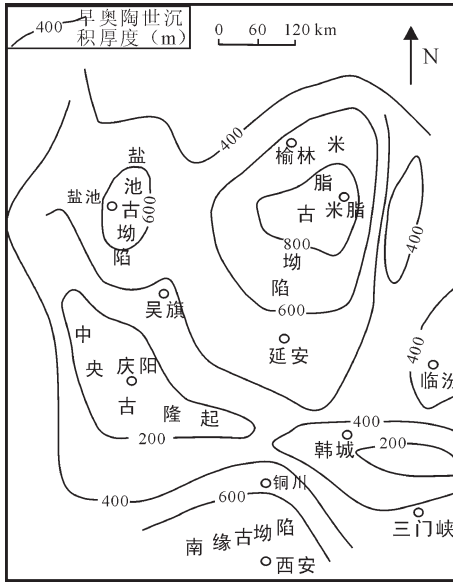 400 早奥陶世沉
积厚度（m）
0 60 120 km
N
400
榆林 米
脂
古 米脂
800
坳
陷
600
盐
池
盐池 古
600
坳
陷
400
吴旗
延安
400
临汾
中
央 庆阳
古 隆 起
200
400
韩城
200
400
600
铜川
三门峡
南缘古坳陷
西安